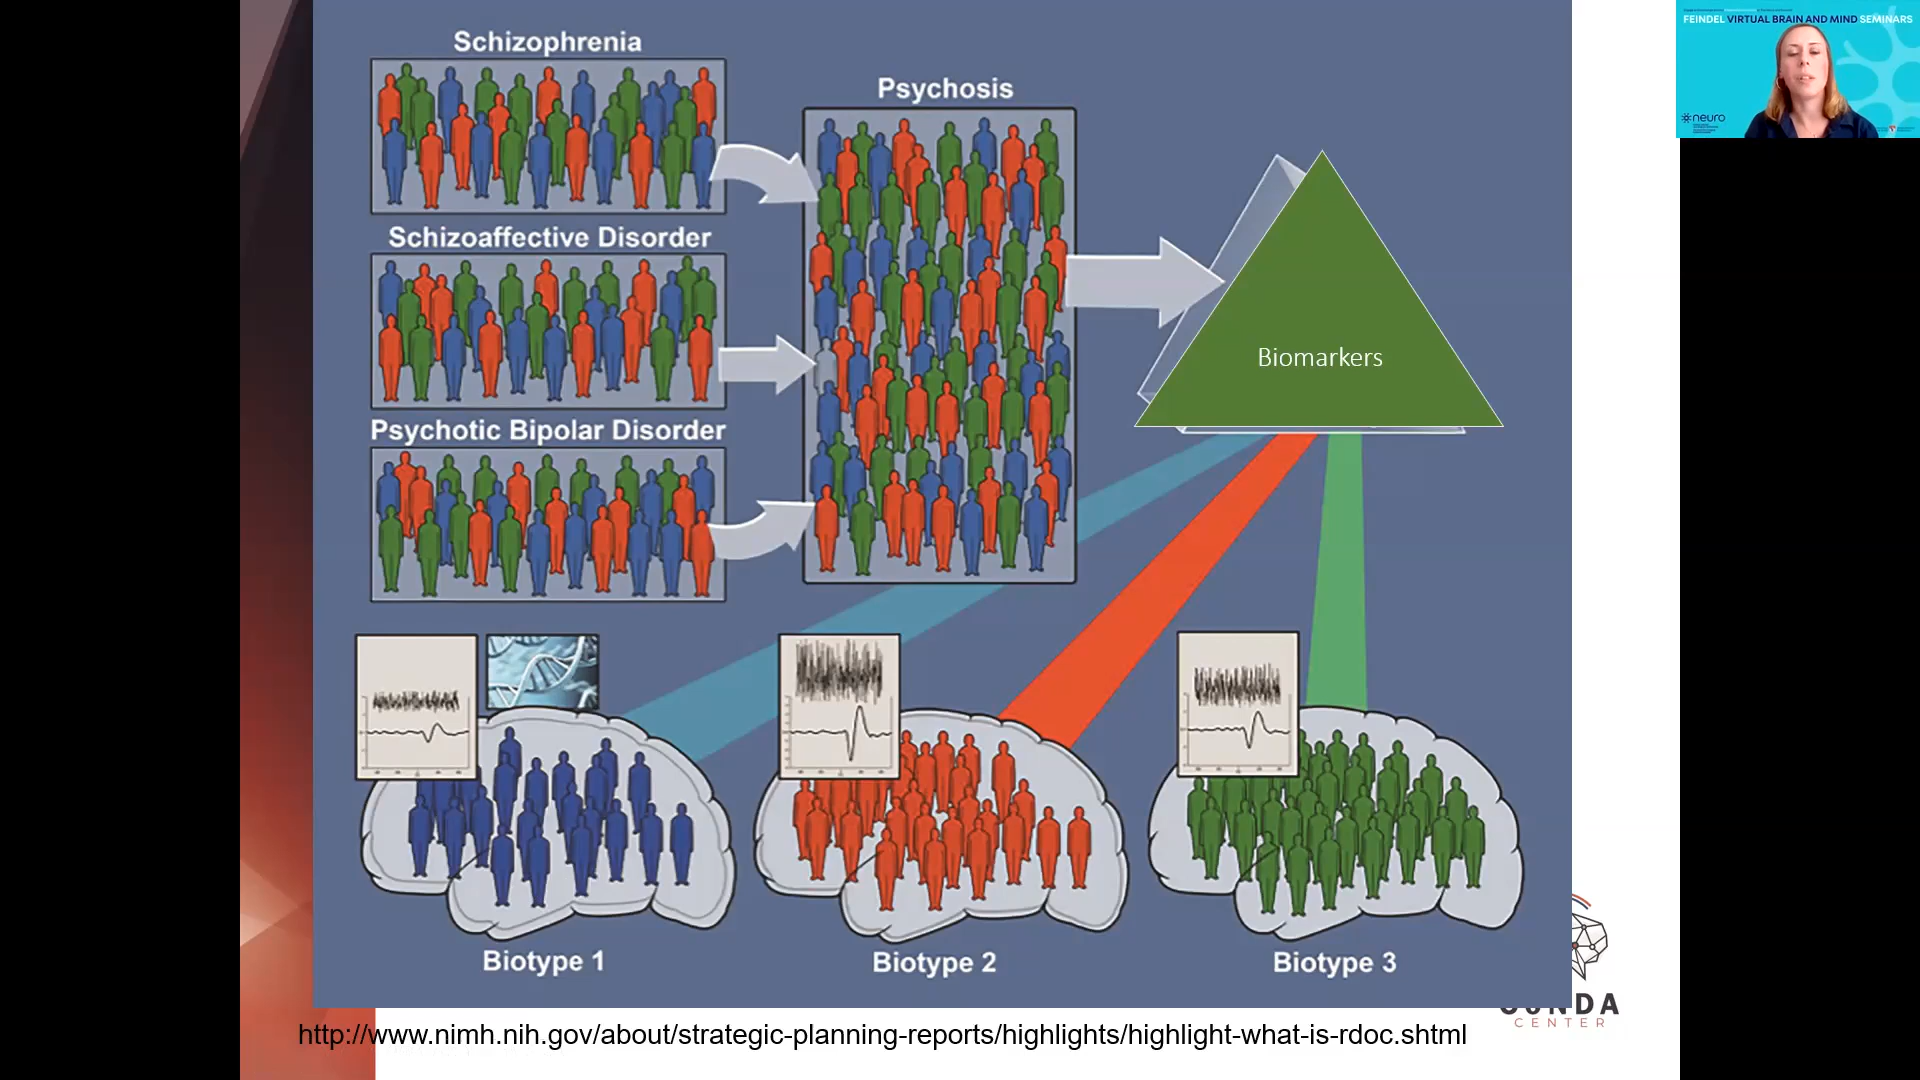 Schizophrenia
Psychosis
Schizoaffective Disorder
Psychotic Bipolar Disorder
Biomarkers
Biotype 1
Biotype 2
Biotype 3
http://www.nimh.nih.gov/about/strategic-planning-reports/highlights/highlight-what-is-rdoc.shtml
CENTER
FEINDEL VIRTUAL BRAIN AND MIND SEMINARS
neuro